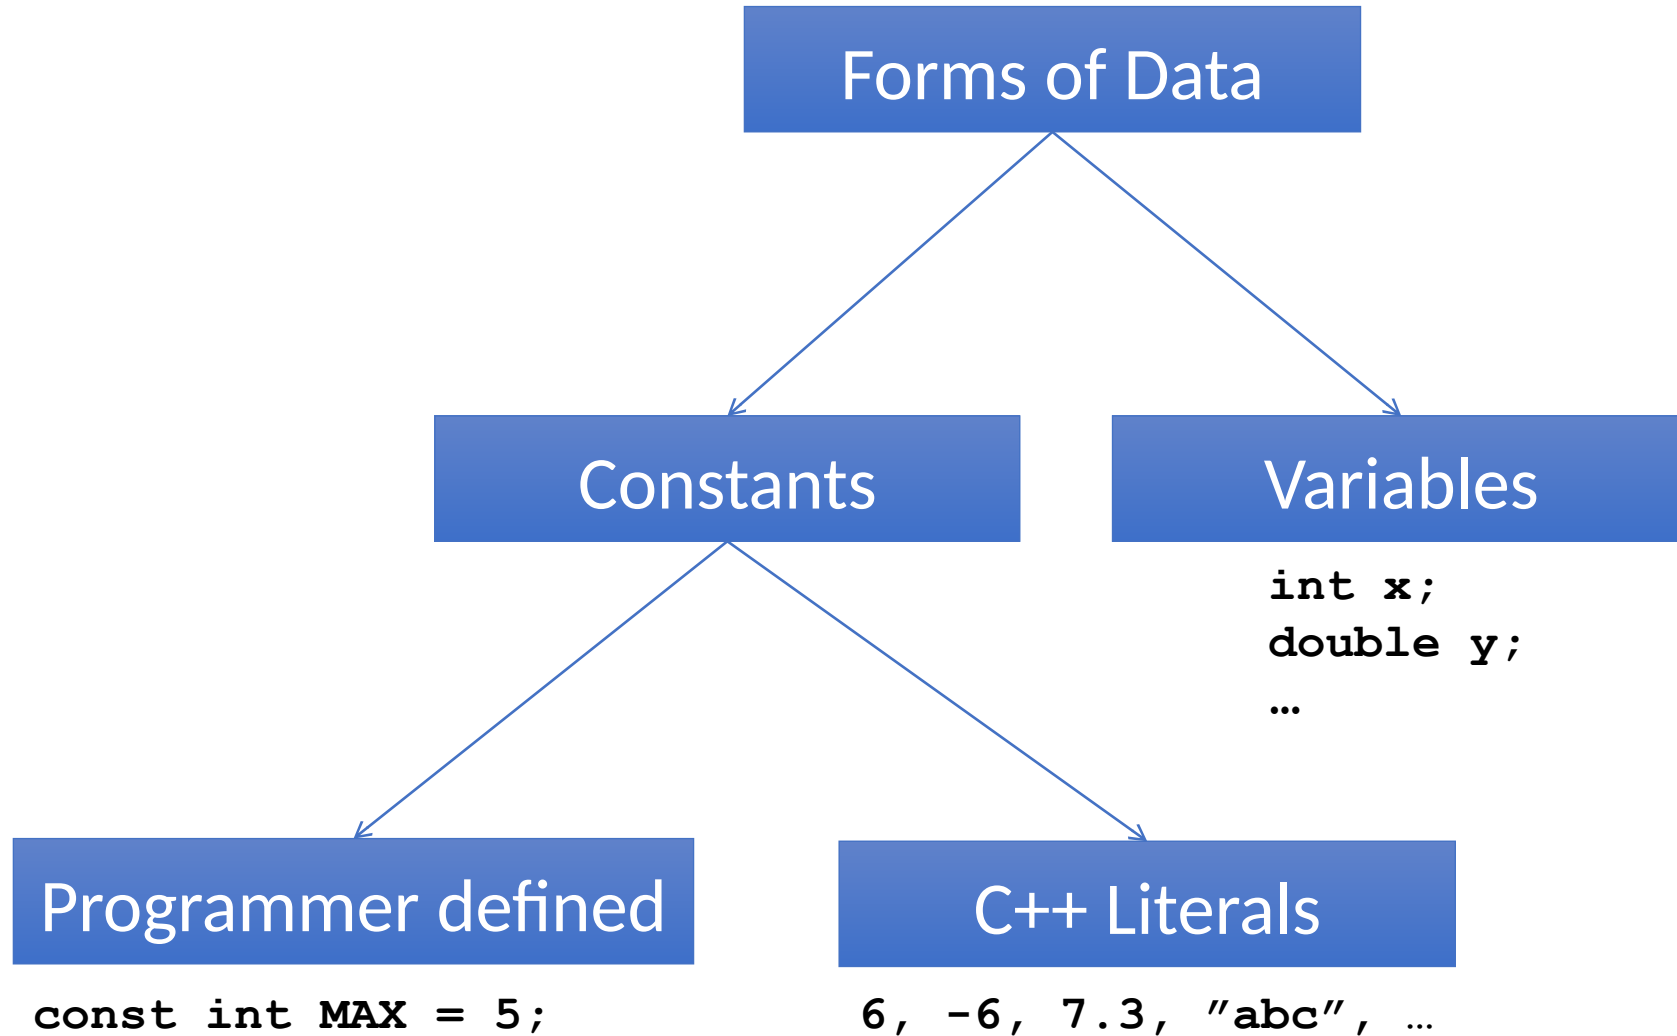 Forms of Data
Constants
Variables
int x;
double y;
…
Programmer defined
C++ Literals
const int MAX = 5;
6, -6, 7.3, ”abc”, …